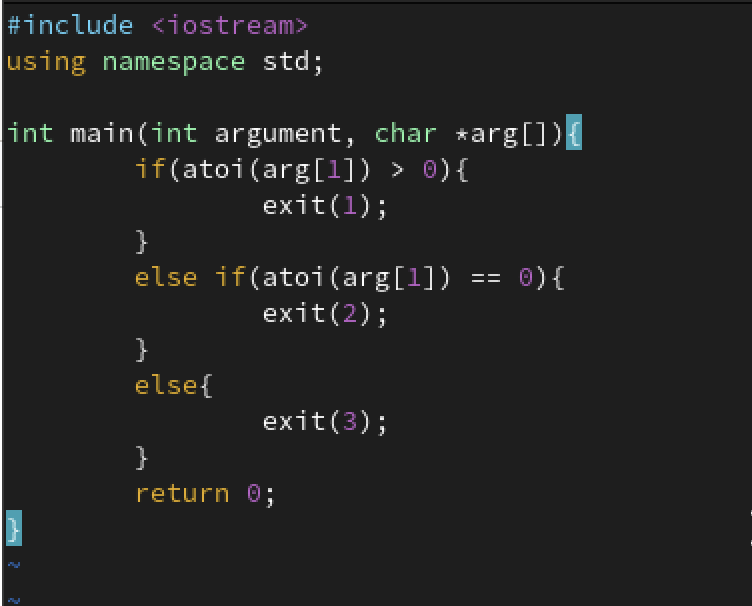 #include <iostream>
using namespace std;

int main(int argument, char *arg[]){
        if(atoi(arg[1]) > 0){
                exit(1);
        }
        else if(atoi(arg[1]) == 0){
                exit(2);
        }
        else{
                exit(3);
        }
        return 0;
}
~
~